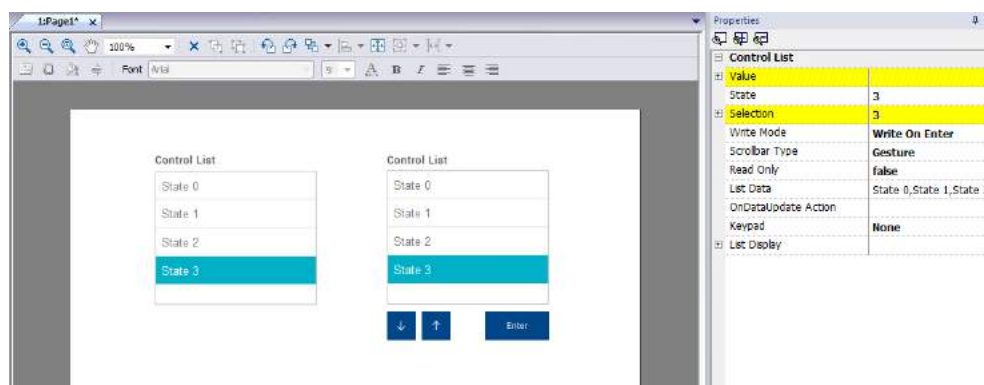 1:Page1* x
100%
Font Arial 9 A B I
Control List
State 0
State 1
State 2
State 3
Control List
State 0
State 1
State 2
State 3
Enter
Properties
Control List
Value
State 3
Selection 3
Write Mode Write On Enter
Scrollbar Type Gesture
Read Only false
List Data State 0,State 1,State
OnDataUpdate Action
Keypad None
List Display